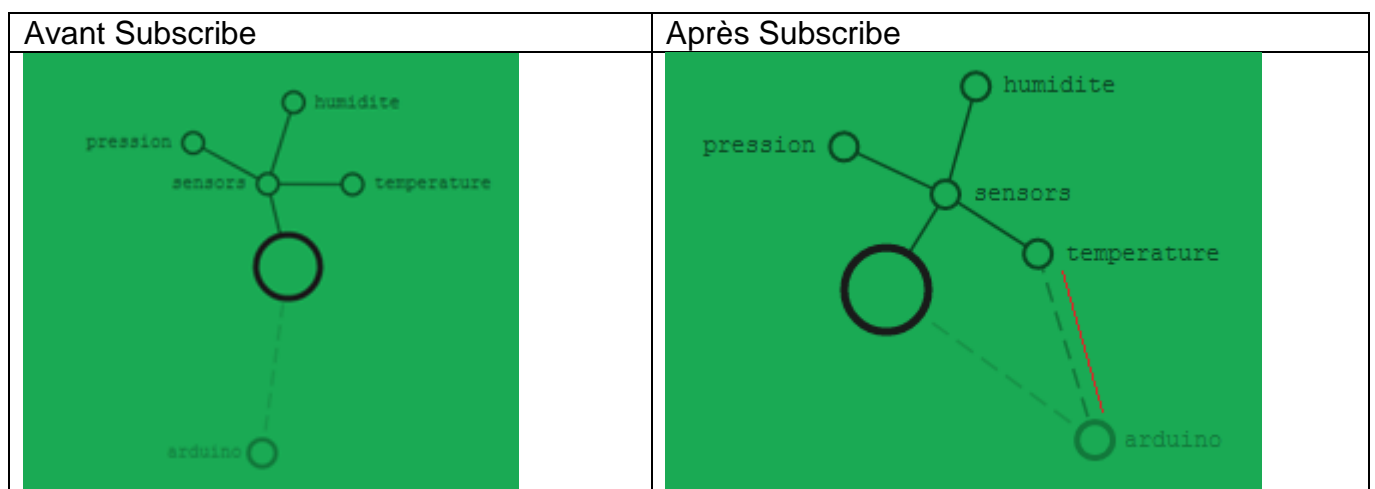 Avant Subscribe
Après Subscribe
humidite
pression
sensors
temperature
arduino
humidite
pression
sensors
temperature
arduino